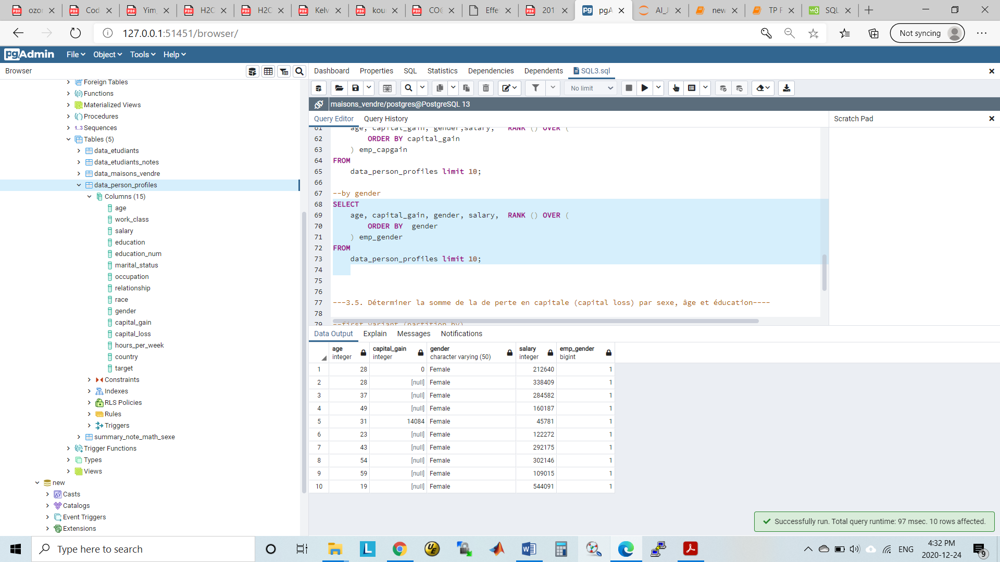 ozor
Cod
Yim_
H2C
H2C
Kelv
kour
Effe
201
pgA
AI_J
new
TP F
SQL
127.0.0.1:51451/browser/
Not syncing
pgAdmin
File
Object
Tools
Help
Browser
Dashboard
Properties
SQL
Statistics
Dependencies
Dependents
SQL3.sql
No limit
maisons_vendre/postgres@PostgreSQL 13
Query Editor
Query History
Scratch Pad
Foreign Tables
Functions
Materialized Views
Procedures
1..3 Sequences
Tables (5)
data_etudiants
data_etudiants_notes
data_maisons_vendre
data_person_profiles
Columns (15)
age
work_class
salary
education
education_num
marital_status
occupation
relationship
race
gender
capital_gain
capital_loss
hours_per_week
country
target
Constraints
Indexes
RLS Policies
Rules
Triggers
summary_note_math_sexe
Trigger Functions
Types
Views
new
Casts
Catalogs
Event Triggers
Extensions
61 age, capital_gain, gender,salary, RANK () OVER (
62 ORDER BY capital_gain
63 ) emp_capgain
64 FROM
65 data_person_profiles limit 10;
66
67 --by gender
68 SELECT
69 age, capital_gain, gender, salary, RANK () OVER (
70 ORDER BY gender
71 ) emp_gender
72 FROM
73 data_person_profiles limit 10;
74
75
76
77 ---3.5. Déterminer la somme de la de perte en capitale (capital loss) par sexe, âge et éducation----
78
79 --first variant (partition by)
Data Output
Explain
Messages
Notifications
age integer
capital_gain integer
gender character varying (50)
salary integer
emp_gender bigint
1 28 0 Female 212640 1
2 28 [null] Female 338409 1
3 37 [null] Female 284582 1
4 49 [null] Female 160187 1
5 31 14084 Female 45781 1
6 23 [null] Female 122272 1
7 43 [null] Female 292175 1
8 54 [null] Female 302146 1
9 59 [null] Female 109015 1
10 19 [null] Female 544091 1
Successfully run. Total query runtime: 97 msec. 10 rows affected.
Type here to search
ENG
4:32 PM
2020-12-24
9